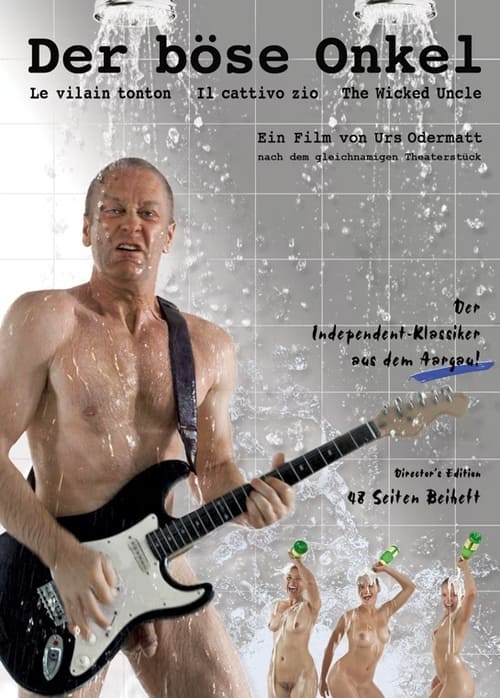 Der böse Onkel
Le vilain tonton Il cattivo zio The Wicked Uncle
Ein Film von Urs Odermatt
nach dem gleichnamigen Theaterstück
Der
Independent-Klassiker
aus dem Aargau!
Director's Edition
48 Seiten Beiheft